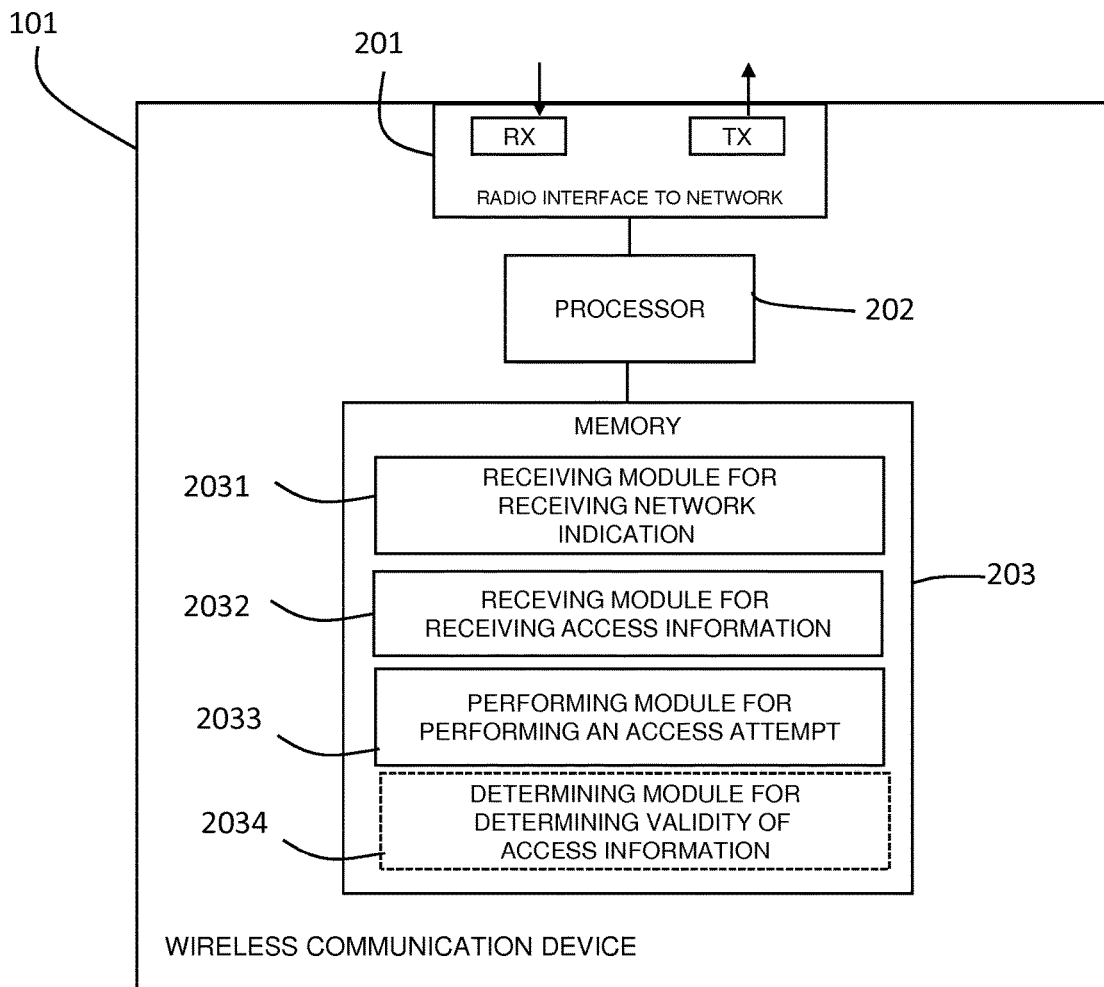 101
201
RX
TX
RADIO INTERFACE TO NETWORK
PROCESSOR
202
MEMORY
2031
RECEIVING MODULE FOR
RECEIVING NETWORK
INDICATION
203
2032
RECEVING MODULE FOR
RECEIVING ACCESS INFORMATION
2033
PERFORMING MODULE FOR
PERFORMING AN ACCESS ATTEMPT
2034
DETERMINING MODULE FOR
DETERMINING VALIDITY OF
ACCESS INFORMATION
WIRELESS COMMUNICATION DEVICE